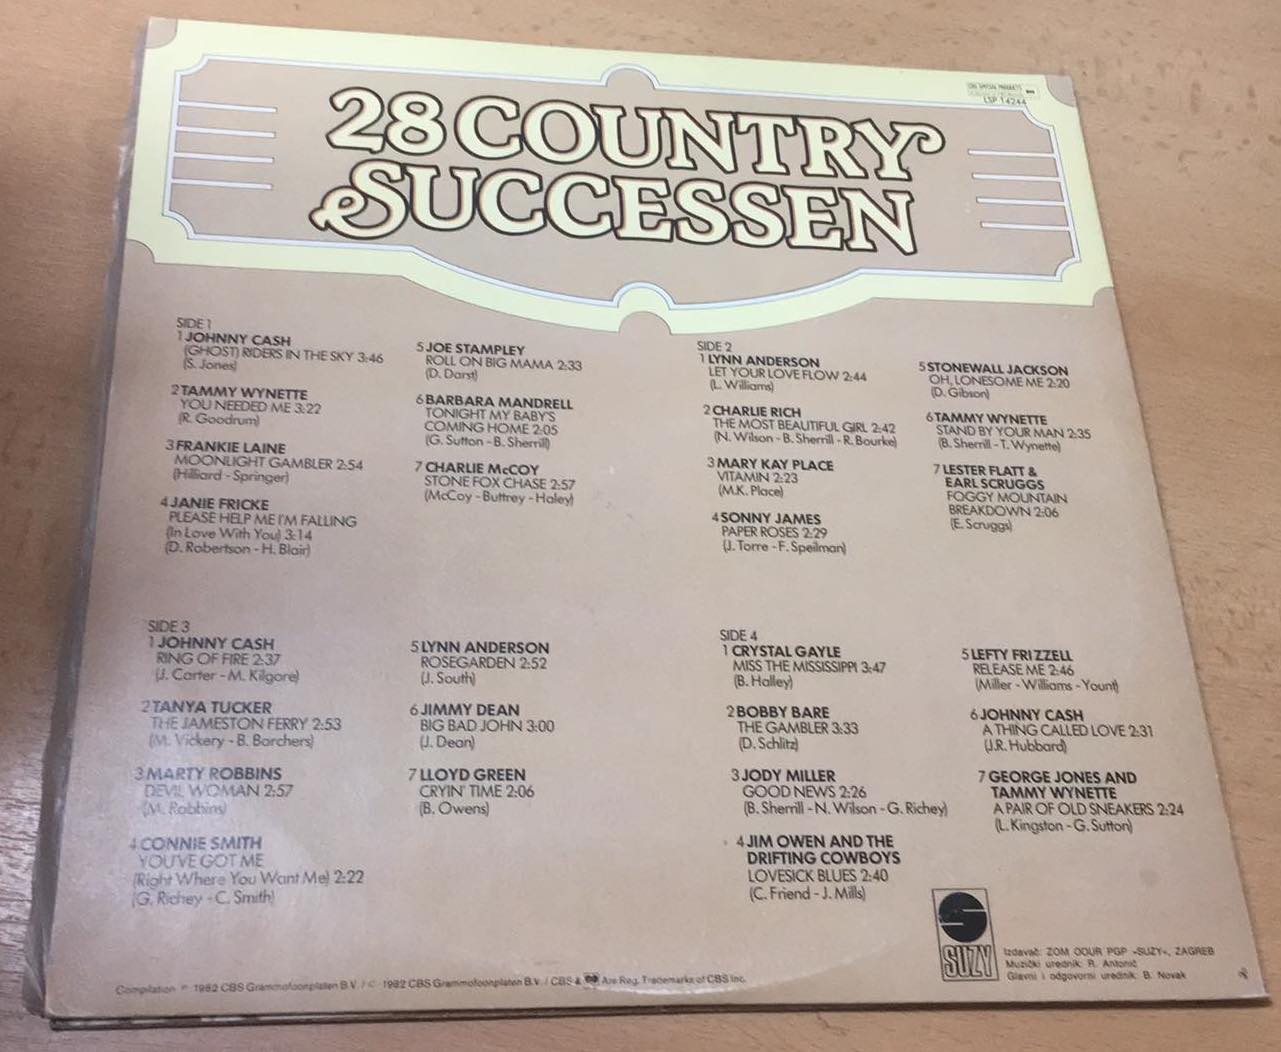 28 COUNTRY
SUCCESSEN
CBS SPECIAL PRODUCTS
LSP 14244
SIDE 1
1 JOHNNY CASH
(GHOST) RIDERS IN THE SKY 3:46
(S. Jones)
2 TAMMY WYNETTE
YOU NEEDED ME 3:22
(R. Goodrum)
3 FRANKIE LAINE
MOONLIGHT GAMBLER 2:54
(Hilliard - Springer)
4 JANIE FRICKE
PLEASE HELP ME I'M FALLING
(In Love With You) 3:14
(D. Robertson - H. Blair)
5 JOE STAMPLEY
ROLL ON BIG MAMA 2:33
(D. Darst)
6 BARBARA MANDRELL
TONIGHT MY BABY'S
COMING HOME 2:05
(G. Sutton - B. Sherrill)
7 CHARLIE McCOY
STONE FOX CHASE 2:57
(McCoy - Buttrey - Haley)
SIDE 2
1 LYNN ANDERSON
LET YOUR LOVE FLOW 2:44
(L. Williams)
2 CHARLIE RICH
THE MOST BEAUTIFUL GIRL 2:42
(N. Wilson - B. Sherrill - R. Bourke)
3 MARY KAY PLACE
VITAMIN 2:23
(M.K. Place)
4 SONNY JAMES
PAPER ROSES 2:29
(J. Torre - F. Speilman)
5 STONEWALL JACKSON
OH, LONESOME ME 2:20
(D. Gibson)
6 TAMMY WYNETTE
STAND BY YOUR MAN 2:35
(B. Sherrill - T. Wynette)
7 LESTER FLATT &
EARL SCRUGGS
FOGGY MOUNTAIN
BREAKDOWN 2:06
(E. Scruggs)
SIDE 3
1 JOHNNY CASH
RING OF FIRE 2:37
(J. Carter - M. Kilgore)
2 TANYA TUCKER
THE JAMESTON FERRY 2:53
(M. Vickery - B. Borchers)
3 MARTY ROBBINS
DEVIL WOMAN 2:57
(M. Robbins)
4 CONNIE SMITH
YOU'VE GOT ME
(Right Where You Want Me) 2:22
(G. Richey - C. Smith)
5 LYNN ANDERSON
ROSEGARDEN 2:52
(J. South)
6 JIMMY DEAN
BIG BAD JOHN 3:00
(J. Dean)
7 LLOYD GREEN
CRYIN' TIME 2:06
(B. Owens)
SIDE 4
1 CRYSTAL GAYLE
MISS THE MISSISSIPPI 3:47
(B. Halley)
2 BOBBY BARE
THE GAMBLER 3:33
(D. Schlitz)
3 JODY MILLER
GOOD NEWS 2:26
(B. Sherrill - N. Wilson - G. Richey)
4 JIM OWEN AND THE
DRIFTING COWBOYS
LOVESICK BLUES 2:40
(C. Friend - J. Mills)
5 LEFTY FRIZZELL
RELEASE ME 2:46
(Miller - Williams - Yount)
6 JOHNNY CASH
A THING CALLED LOVE 2:31
(J.R. Hubbard)
7 GEORGE JONES AND
TAMMY WYNETTE
A PAIR OF OLD SNEAKERS 2:24
(L. Kingston - G. Sutton)
SUZY
Izdavač: ZOM OOUR PGP »SUZY«, ZAGREB
Muzički urednik: R. Antonić
Glavni i odgovorni urednik: B. Novak
Compilation ℗ 1982 CBS Grammofoonplaten B.V. / © 1982 CBS Grammofoonplaten B.V. / CBS & Are Reg. Trademarks of CBS Inc.